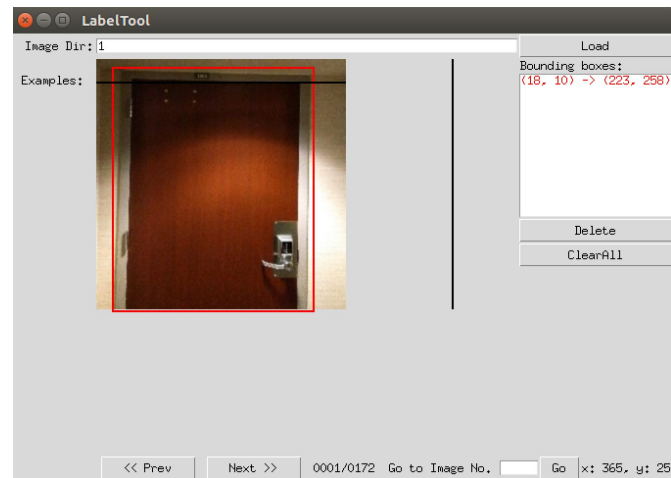 LabelTool
Image Dir: 1 Load
Bounding boxes:
Examples: (18, 10) -> (223, 258)
Delete
ClearAll
<< Prev Next >> 0001/0172 Go to Image No. Go x: 365, y: 25